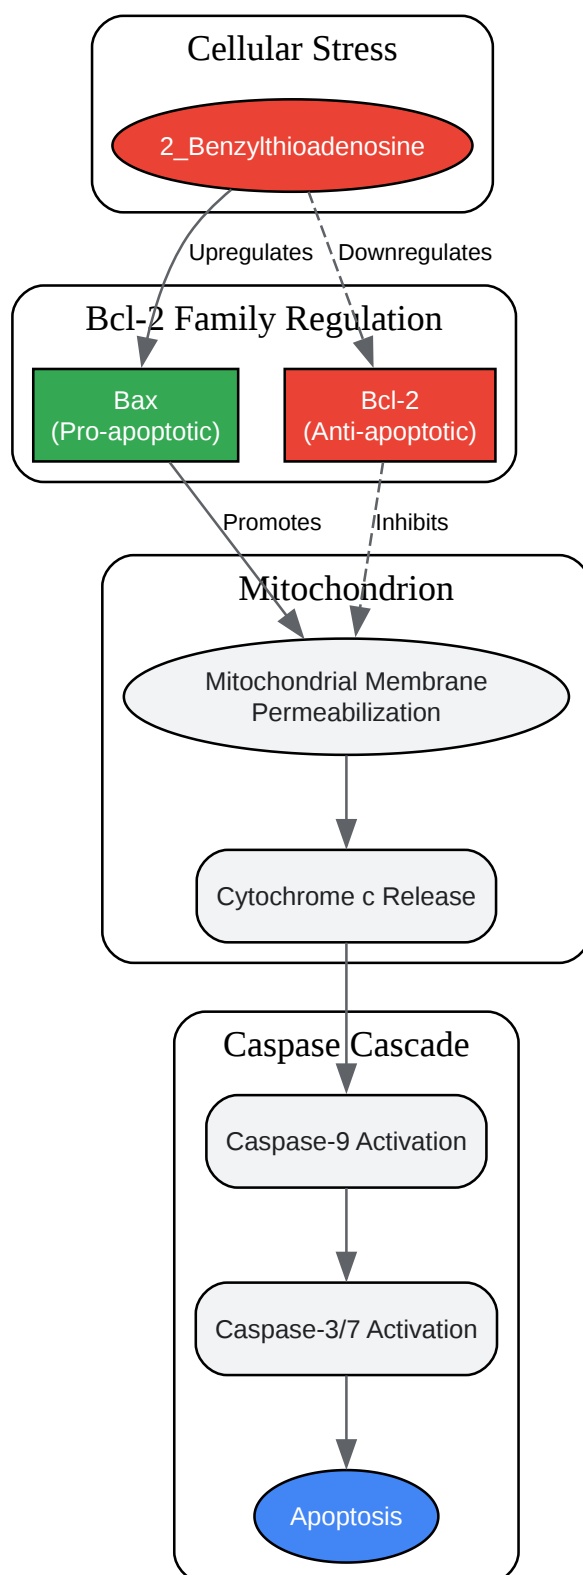 Cellular Stress
2_Benzylthioadenosine
Upregulates
Downregulates
Bcl-2 Family Regulation
Bax
(Pro-apoptotic)
Bcl-2
(Anti-apoptotic)
Promotes
Inhibits
Mitochondrion
Mitochondrial Membrane
Permeabilization
Cytochrome c Release
Caspase Cascade
Caspase-9 Activation
Caspase-3/7 Activation
Apoptosis